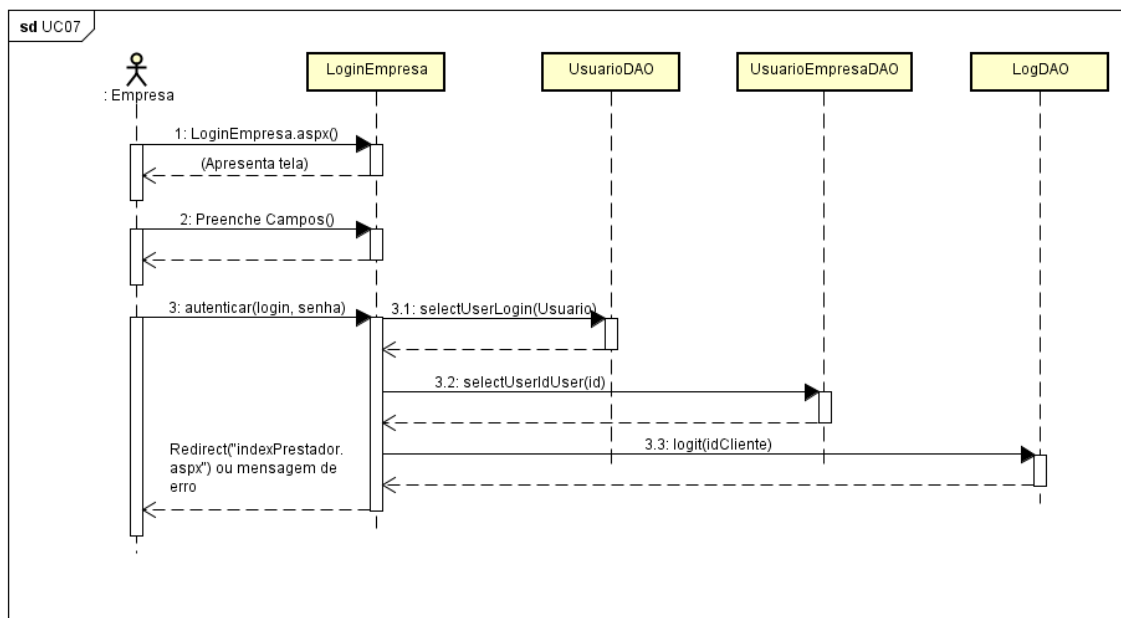 sd UC07
: Empresa
LoginEmpresa
UsuarioDAO
UsuarioEmpresaDAO
LogDAO
1: LoginEmpresa.aspx()
(Apresenta tela)
2: Preenche Campos()
3: autenticar(login, senha)
3.1: selectUserLogin(Usuario)
3.2: selectUserIdUser(id)
3.3: logit(idCliente)
Redirect("indexPrestador.
aspx") ou mensagem de
erro